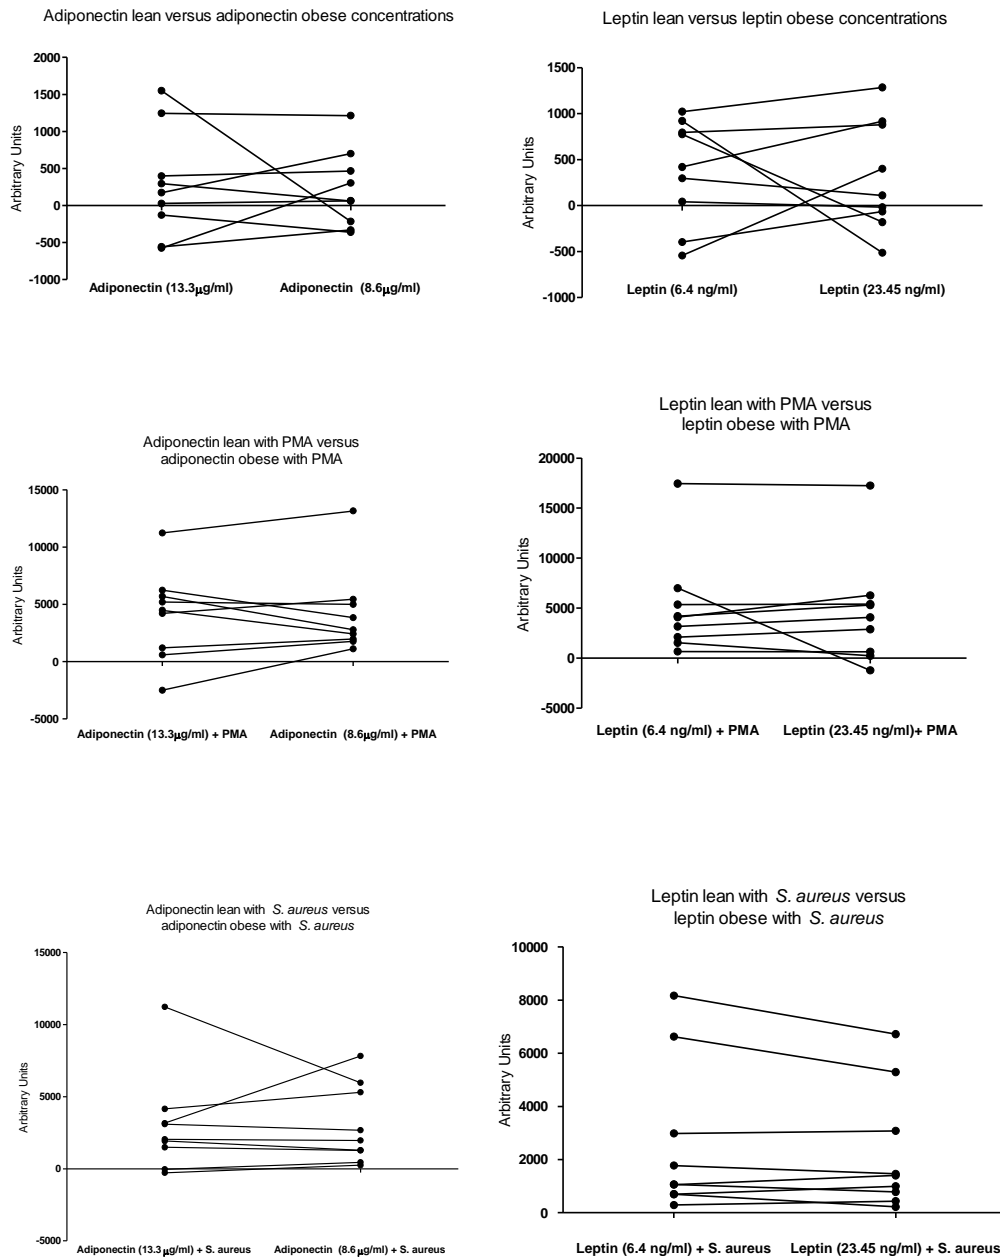 Adiponectin lean versus adiponectin obese concentrations
2000
1500
1000
500
0
-500
-1000
Arbitrary Units
Adiponectin (13.3µg/ml)
Adiponectin (8.6µg/ml)
Leptin lean versus leptin obese concentrations
1500
1000
500
0
-500
-1000
Arbitrary Units
Leptin (6.4 ng/ml)
Leptin (23.45 ng/ml)
Adiponectin lean with PMA versus
adiponectin obese with PMA
15000
10000
5000
0
-5000
Arbitrary Units
Adiponectin (13.3µg/ml) + PMA
Adiponectin (8.6µg/ml) + PMA
Leptin lean with PMA versus
leptin obese with PMA
20000
15000
10000
5000
0
-5000
Arbitrary Units
Leptin (6.4 ng/ml) + PMA
Leptin (23.45 ng/ml)+ PMA
Adiponectin lean with S. aureus versus
adiponectin obese with S. aureus
15000
10000
5000
0
-5000
Arbitrary Units
Adiponectin (13.3 µg/ml) + S. aureus
Adiponectin (8.6 µg/ml) + S. aureus
Leptin lean with S. aureus versus
leptin obese with S. aureus
10000
8000
6000
4000
2000
0
Arbitrary Units
Leptin (6.4 ng/ml) + S. aureus
Leptin (23.45 ng/ml) + S. aureus